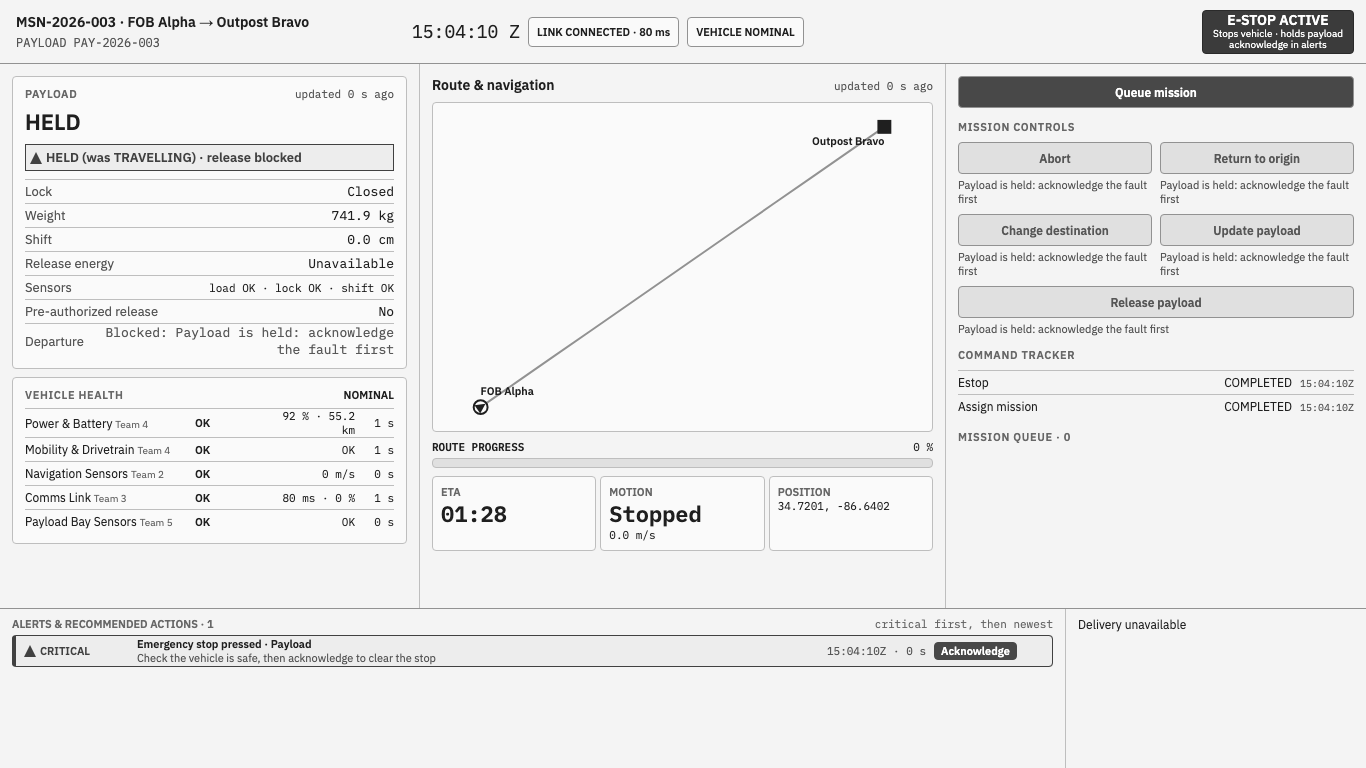 MSN-2026-003 · FOB Alpha → Outpost Bravo
PAYLOAD PAY-2026-003
15:04:10 Z
LINK CONNECTED · 80 ms
VEHICLE NOMINAL
E-STOP ACTIVE
Stops vehicle · holds payload
acknowledge in alerts
PAYLOAD
updated 0 s ago
HELD
HELD (was TRAVELLING) · release blocked
Lock Closed
Weight 741.9 kg
Shift 0.0 cm
Release energy Unavailable
Sensors load OK · lock OK · shift OK
Pre-authorized release No
Departure Blocked: Payload is held: acknowledge
the fault first
VEHICLE HEALTH NOMINAL
Power & Battery Team 4 OK 92 % · 55.2
km 1 s
Mobility & Drivetrain Team 4 OK OK 1 s
Navigation Sensors Team 2 OK 0 m/s 0 s
Comms Link Team 3 OK 80 ms · 0 % 1 s
Payload Bay Sensors Team 5 OK OK 0 s
Route & navigation
updated 0 s ago
Outpost Bravo
FOB Alpha
ROUTE PROGRESS 0 %
ETA
01:28
MOTION
Stopped
0.0 m/s
POSITION
34.7201, -86.6402
Queue mission
MISSION CONTROLS
Abort
Payload is held: acknowledge the fault
first
Return to origin
Payload is held: acknowledge the fault
first
Change destination
Payload is held: acknowledge the fault
first
Update payload
Payload is held: acknowledge the fault
first
Release payload
Payload is held: acknowledge the fault first
COMMAND TRACKER
Estop COMPLETED 15:04:10Z
Assign mission COMPLETED 15:04:10Z
MISSION QUEUE · 0
ALERTS & RECOMMENDED ACTIONS · 1
critical first, then newest
CRITICAL
Emergency stop pressed · Payload
Check the vehicle is safe, then acknowledge to clear the stop
15:04:10Z · 0 s
Acknowledge
Delivery unavailable